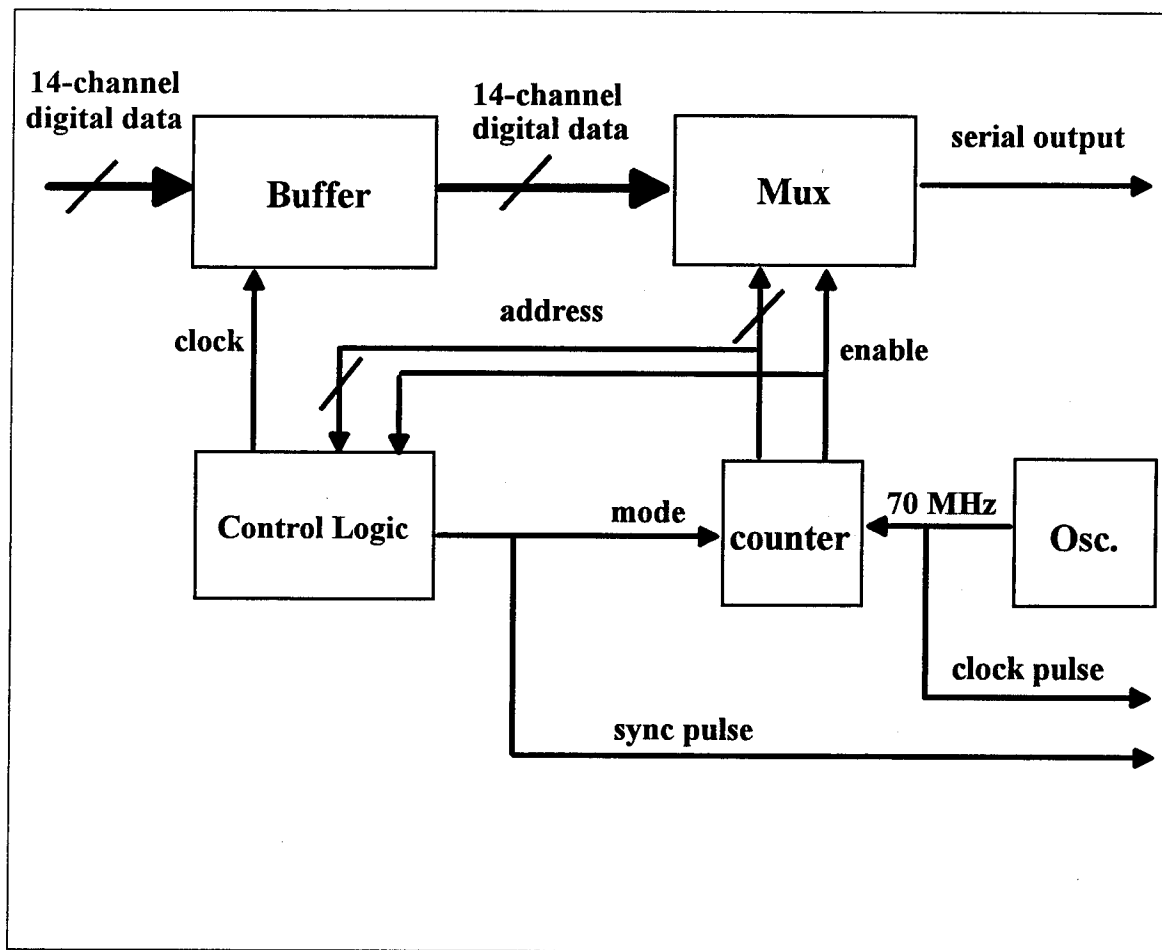 14-channel
digital data
14-channel
digital data
serial output
Buffer
Mux
clock
address
enable
Control Logic
mode
counter
70 MHz
Osc.
clock pulse
sync pulse